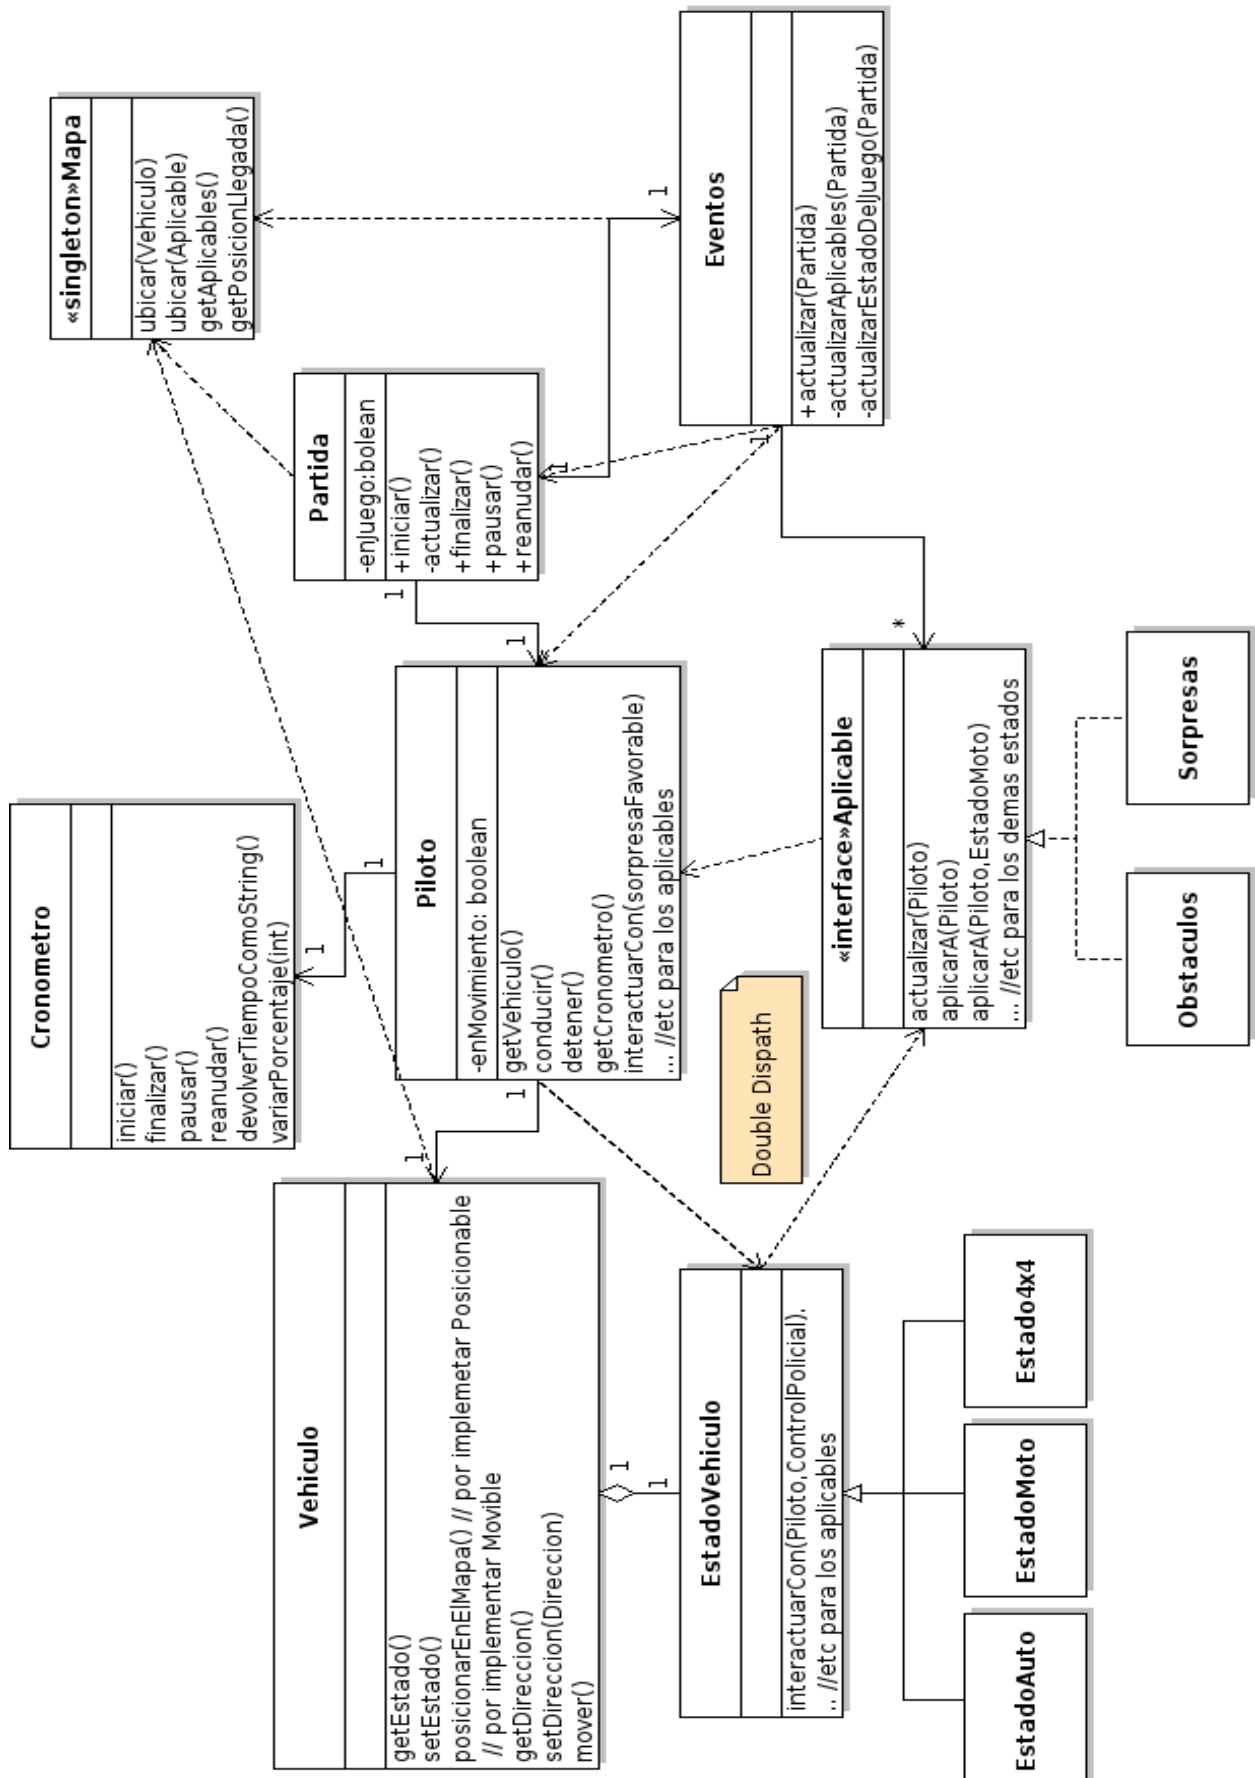 «singleton»Mapa
ubicar(Vehiculo)
ubicar(Aplicable)
getAplicables()
getPosicionLlegada()
Cronometro
iniciar()
finalizar()
pausar()
reanudar()
devolverTiempoComoString()
variarPorcentaje(int)
Partida
-enJuego:bolean
+iniciar()
-actualizar()
+finalizar()
+pausar()
+reanudar()
Vehiculo
getEstado()
setEstado()
posicionarEnElMapa() // por implemetar Posicionable
// por implementar Movible
getDireccion()
setDireccion(Direccion)
mover()
Piloto
-enMovimiento: boolean
getVehiculo()
conducir()
detener()
getCronometro()
interactuarCon(sorpresaFavorable)
... //etc para los aplicables
Eventos
+actualizar(Partida)
-actualizarAplicables(Partida)
-actualizarEstadoDelJuego(Partida)
EstadoVehiculo
interactuarCon(Piloto,ControlPolicial).
.. //etc para los aplicables
Double Dispath
«interface»Aplicable
actualizar(Piloto)
aplicarA(Piloto)
aplicarA(Piloto,EstadoMoto)
... //etc para los demas estados
EstadoAuto
EstadoMoto
Estado4x4
Obstaculos
Sorpresas
1
1
1
1
1
1
1
1
1
1
1
1
*